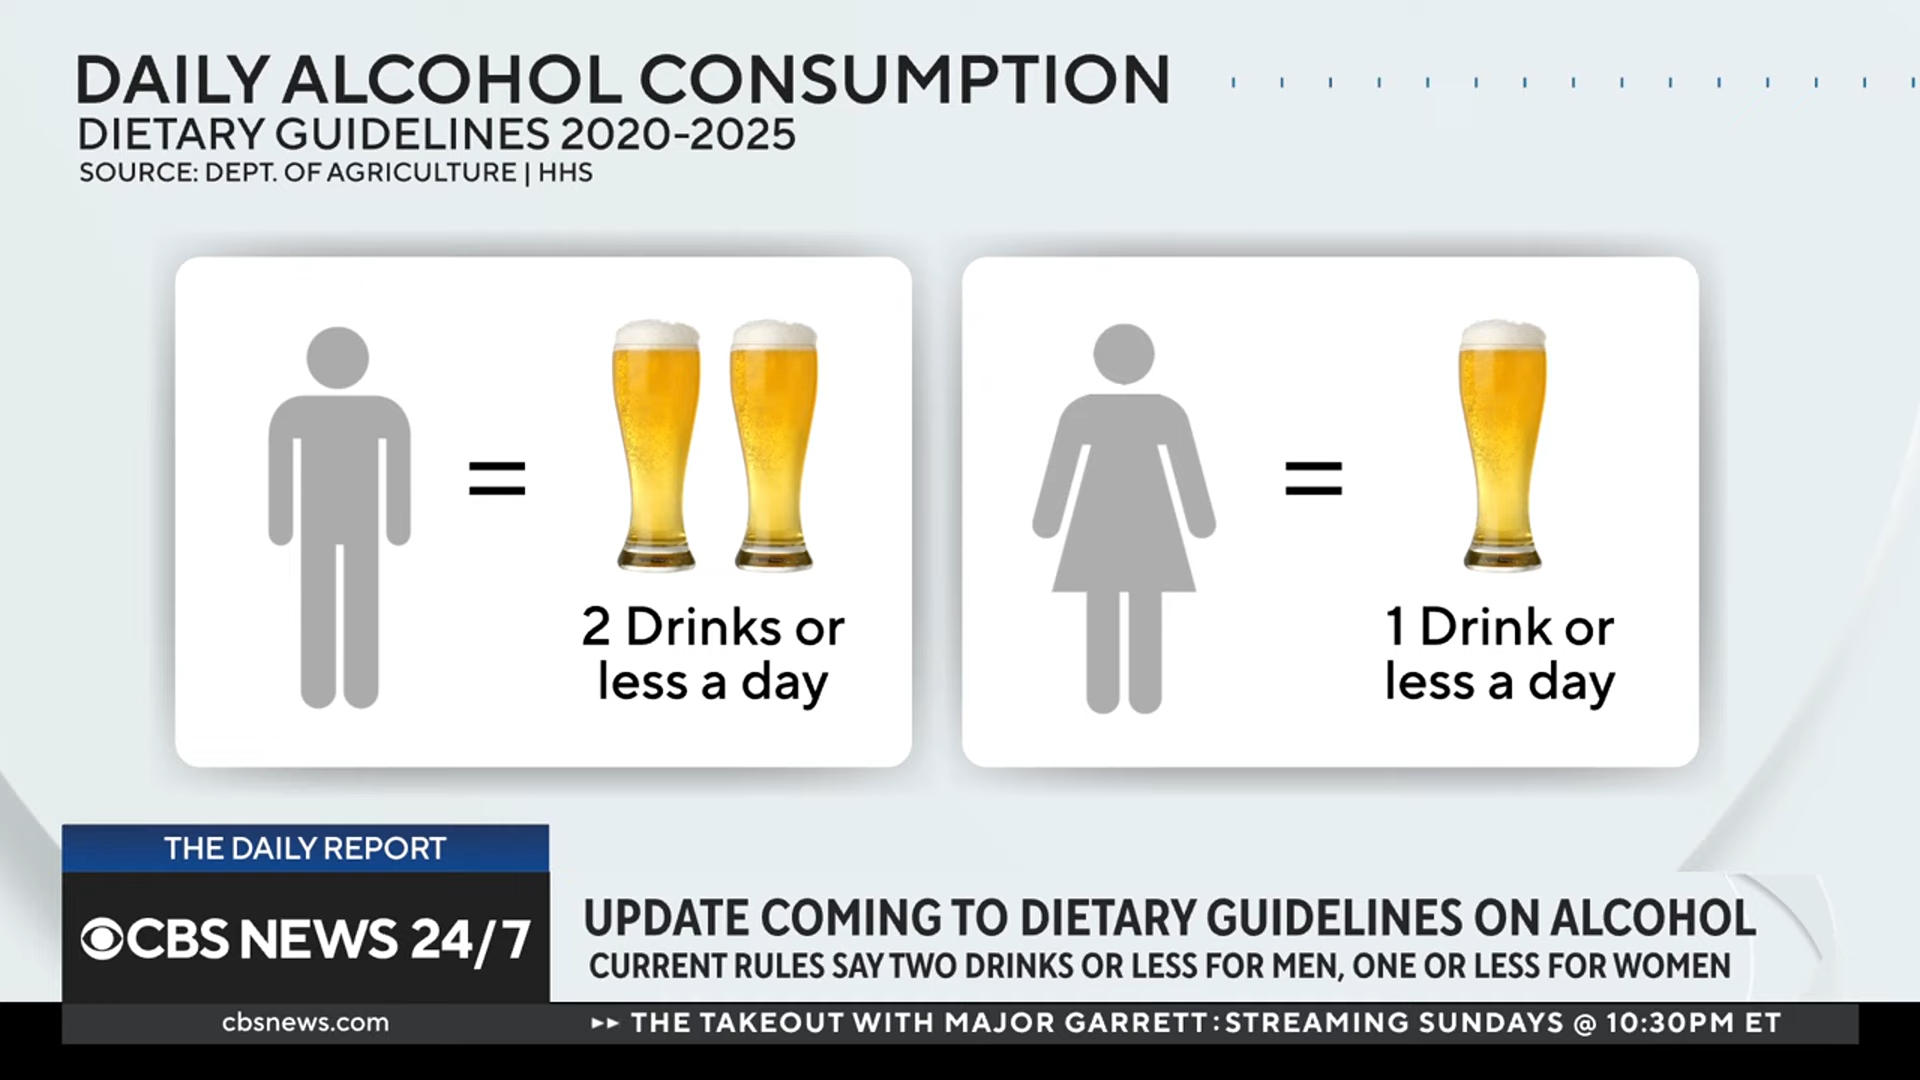 DAILY ALCOHOL CONSUMPTION
DIETARY GUIDELINES 2020-2025
SOURCE: DEPT. OF AGRICULTURE | HHS
=
2 Drinks or
less a day
=
1 Drink or
less a day
THE DAILY REPORT
CBS NEWS 24/7
UPDATE COMING TO DIETARY GUIDELINES ON ALCOHOL
CURRENT RULES SAY TWO DRINKS OR LESS FOR MEN, ONE OR LESS FOR WOMEN
cbsnews.com
THE TAKEOUT WITH MAJOR GARRETT: STREAMING SUNDAYS @ 10:30PM ET